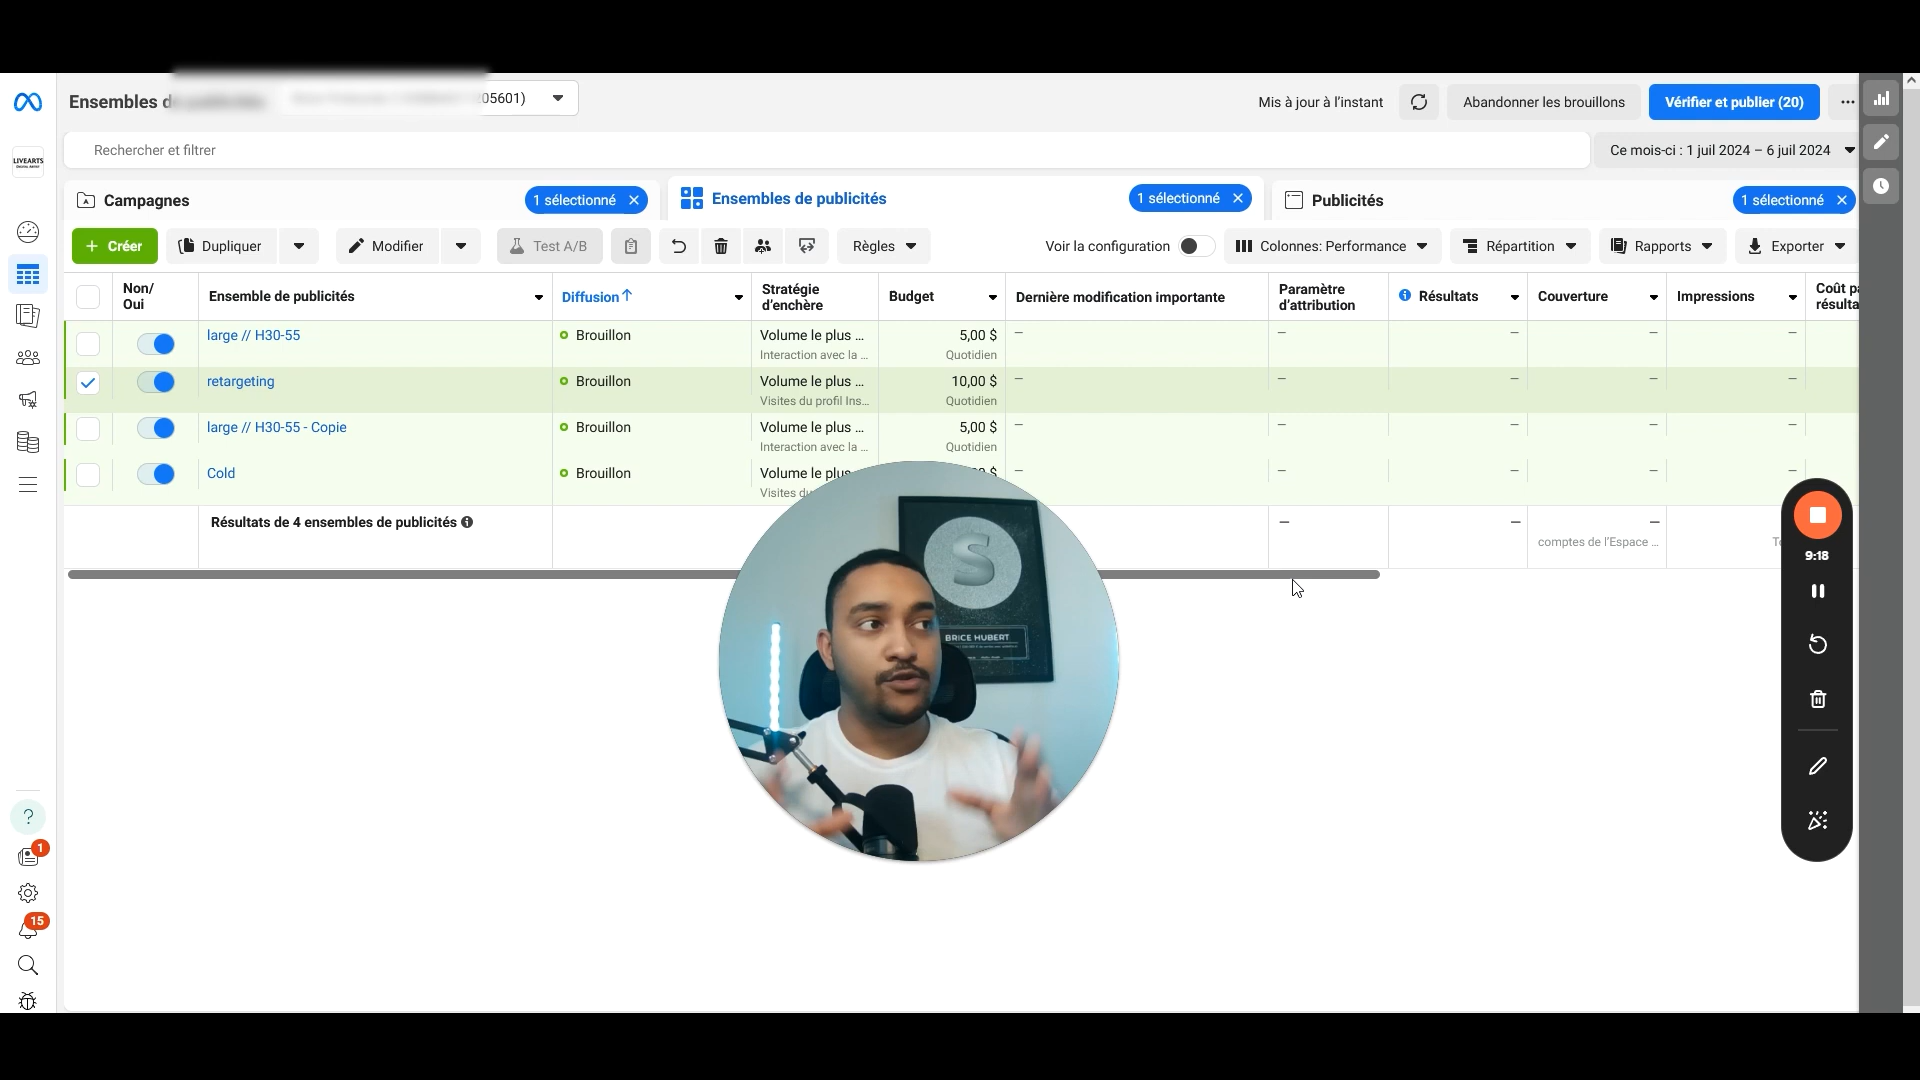 Ensembles d
05601)
Mis à jour à l'instant
Abandonner les brouillons
Vérifier et publier (20)
Rechercher et filtrer
Ce mois-ci : 1 juil 2024 – 6 juil 2024
LIVEARTS
Campagnes
1 sélectionné
Ensembles de publicités
1 sélectionné
Publicités
1 sélectionné
+ Créer
Dupliquer
Modifier
Test A/B
Règles
Voir la configuration
Colonnes: Performance
Répartition
Rapports
Exporter
Non/
Oui
Ensemble de publicités
Diffusion↑
Stratégie
d'enchère
Budget
Dernière modification importante
Paramètre
d'attribution
Résultats
Couverture
Impressions
Coût pa
résulta
large // H30-55
Brouillon
Volume le plus ...
5,00 $
–
–
–
–
–
Interaction avec la ...
Quotidien
retargeting
Brouillon
Volume le plus ...
10,00 $
–
–
–
–
–
Visites du profil Ins...
Quotidien
large // H30-55 - Copie
Brouillon
Volume le plus ...
5,00 $
–
–
–
–
–
Interaction avec la ...
Quotidien
Cold
Brouillon
Volume le plus
$
–
–
–
–
–
Visites du
Résultats de 4 ensembles de publicités
–
–
–
comptes de l'Espace ...
9:18
S
BRICE HUBERT
?
1
15